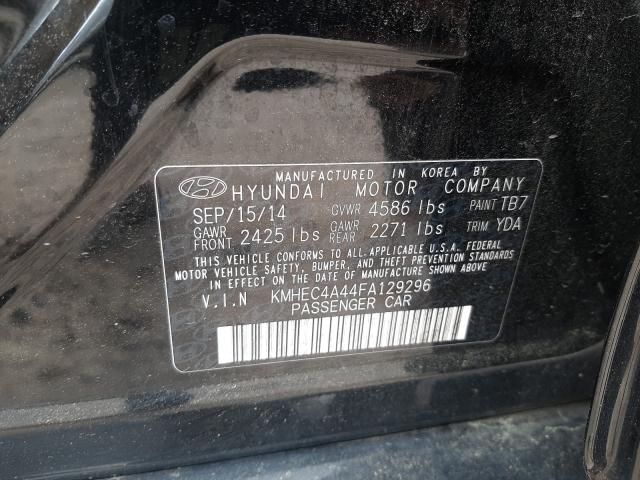 MANUFACTURED IN KOREA BY
HYUNDAI MOTOR COMPANY
SEP/15/14 GVWR 4586 lbs PAINT TB7
GAWR FRONT 2425 lbs GAWR REAR 2271 lbs TRIM YDA
THIS VEHICLE CONFORMS TO ALL APPLICABLE U.S.A. FEDERAL
MOTOR VEHICLE SAFETY, BUMPER, AND THEFT PREVENTION STANDARDS
IN EFFECT ON THE DATE OF MANUFACTURE SHOWN ABOVE.
V.I.N KMHEC4A44FA129296
PASSENGER CAR